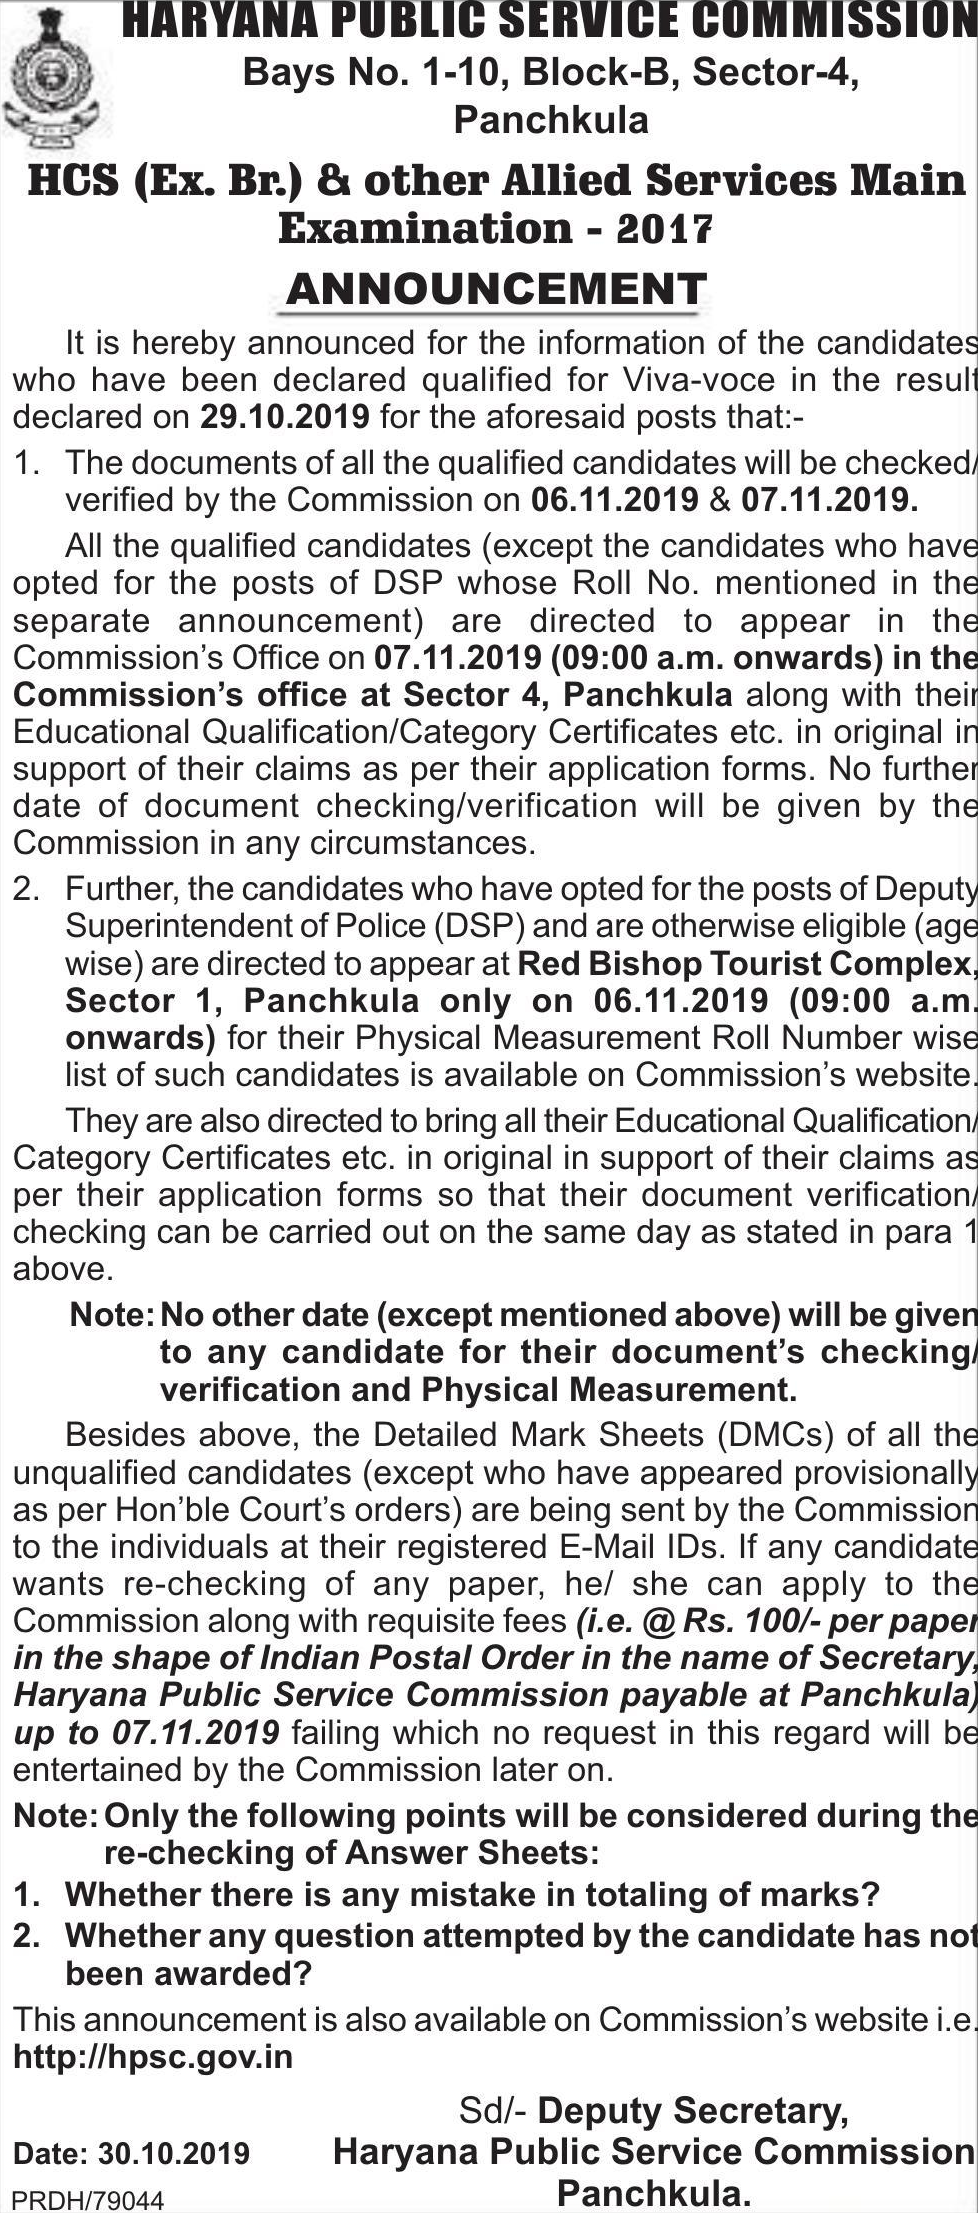 HARYANA PUBLIC SERVICE COMMISSION
Bays No. 1-10, Block-B, Sector-4,
Panchkula
HCS (Ex. Br.) & other Allied Services Main
Examination - 2017
ANNOUNCEMENT
It is hereby announced for the information of the candidates
who have been declared qualified for Viva-voce in the result
declared on 29.10.2019 for the aforesaid posts that:-
1. The documents of all the qualified candidates will be checked/
verified by the Commission on 06.11.2019 & 07.11.2019.
All the qualified candidates (except the candidates who have
opted for the posts of DSP whose Roll No. mentioned in the
separate announcement) are directed to appear in the
Commission's Office on 07.11.2019 (09:00 a.m. onwards) in the
Commission's office at Sector 4, Panchkula along with their
Educational Qualification/Category Certificates etc. in original in
support of their claims as per their application forms. No further
date of document checking/verification will be given by the
Commission in any circumstances.
2. Further, the candidates who have opted for the posts of Deputy
Superintendent of Police (DSP) and are otherwise eligible (age
wise) are directed to appear at Red Bishop Tourist Complex,
Sector 1, Panchkula only on 06.11.2019 (09:00 a.m.
onwards) for their Physical Measurement Roll Number wise
list of such candidates is available on Commission's website.
They are also directed to bring all their Educational Qualification/
Category Certificates etc. in original in support of their claims as
per their application forms so that their document verification/
checking can be carried out on the same day as stated in para 1
above.
Note: No other date (except mentioned above) will be given
to any candidate for their document's checking/
verification and Physical Measurement.
Besides above, the Detailed Mark Sheets (DMCs) of all the
unqualified candidates (except who have appeared provisionally
as per Hon'ble Court's orders) are being sent by the Commission
to the individuals at their registered E-Mail IDs. If any candidate
wants re-checking of any paper, he/ she can apply to the
Commission along with requisite fees (i.e. @ Rs. 100/- per paper
in the shape of Indian Postal Order in the name of Secretary,
Haryana Public Service Commission payable at Panchkula)
up to 07.11.2019 failing which no request in this regard will be
entertained by the Commission later on.
Note: Only the following points will be considered during the
re-checking of Answer Sheets:
1. Whether there is any mistake in totaling of marks?
2. Whether any question attempted by the candidate has not
been awarded?
This announcement is also available on Commission's website i.e.
http://hpsc.gov.in
Sd/- Deputy Secretary,
Date: 30.10.2019 Haryana Public Service Commission
PRDH/79044 Panchkula.